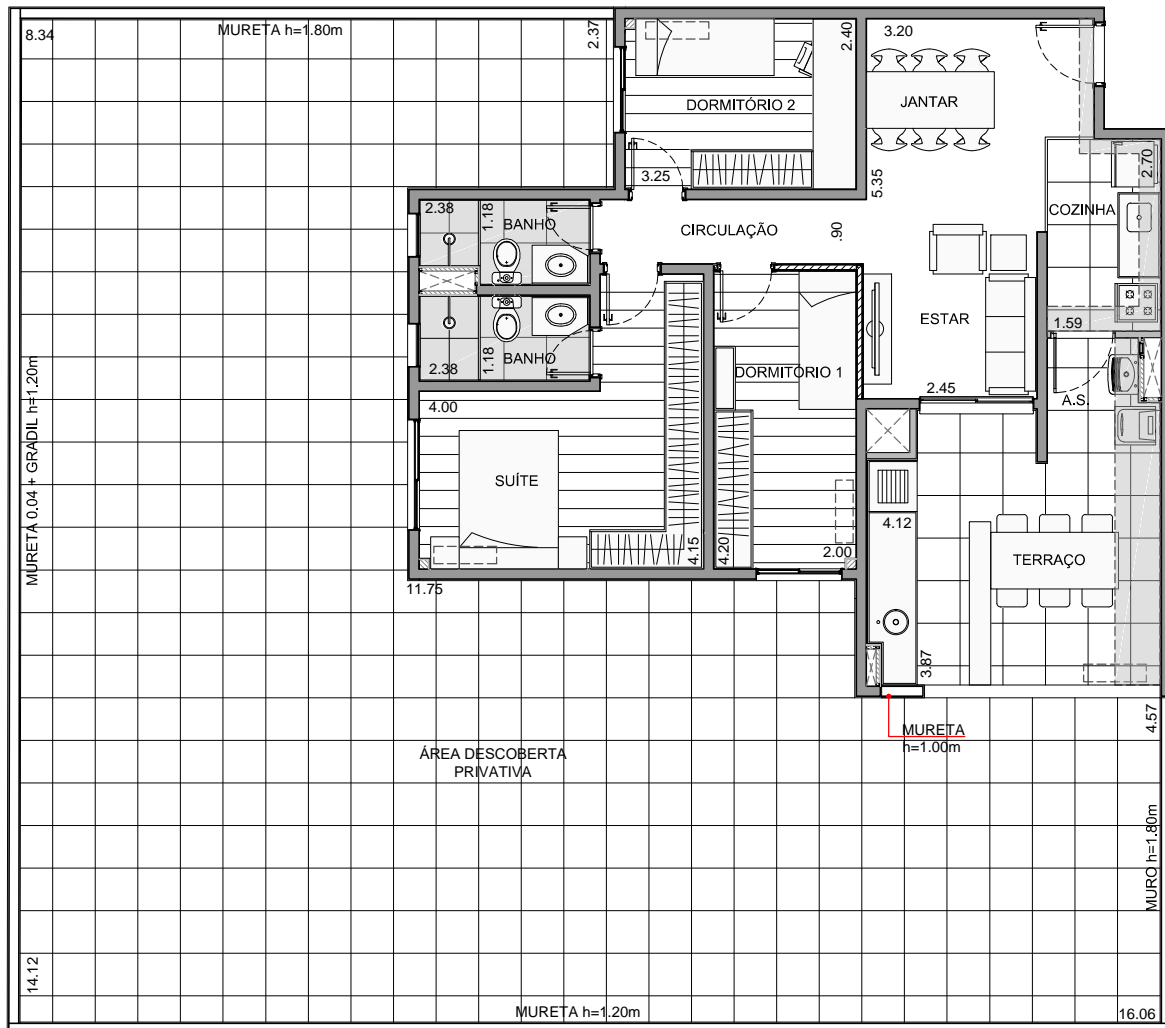 8.34
MURETA h=1.80m
2.37
2.40
3.20
JANTAR
DORMITÓRIO 2
3.25
5.35
2.70
COZINHA
2.38
1.18
BANHO
CIRCULAÇÃO
.90
ESTAR
1.59
2.38
1.18
BANHO
DORMITÓRIO 1
2.45
A.S.
4.00
SUÍTE
4.15
4.20
2.00
4.12
TERRAÇO
3.87
11.75
MURETA 0.04 + GRADIL h=1.20m
MURETA
h=1.00m
4.57
ÁREA DESCOBERTA
PRIVATIVA
MURO h=1.80m
14.12
MURETA h=1.20m
16.06